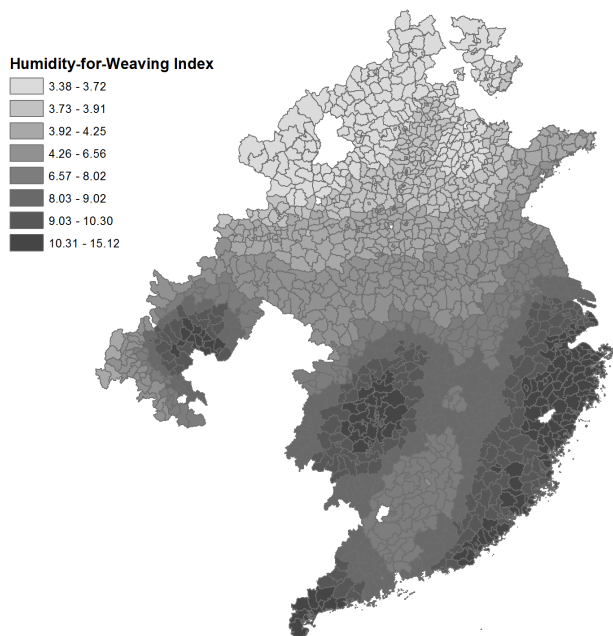 Humidity-for-Weaving Index
3.38 - 3.72
3.73 - 3.91
3.92 - 4.25
4.26 - 6.56
6.57 - 8.02
8.03 - 9.02
9.03 - 10.30
10.31 - 15.12